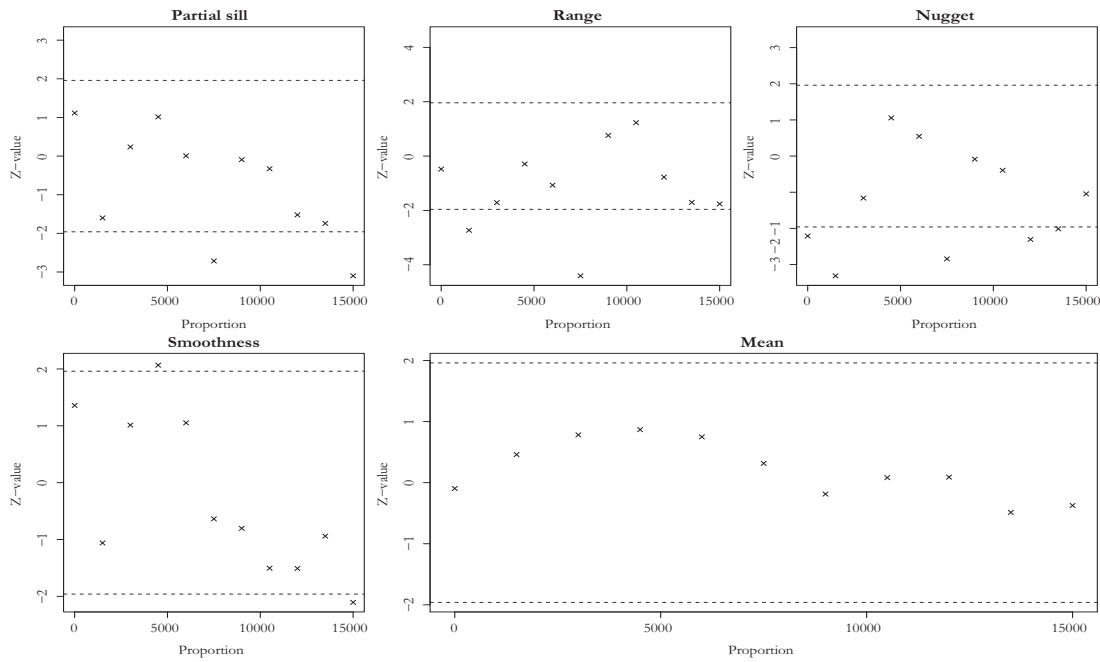 Partial sill
3
2
1
0
−1
−2
−3
Z−value
0 5000 10000 15000
Proportion
Range
4
2
0
−2
−4
Z−value
0 5000 10000 15000
Proportion
Nugget
3
2
1
0
−3 −2 −1
Z−value
0 5000 10000 15000
Proportion
Smoothness
2
1
0
−1
−2
Z−value
0 5000 10000 15000
Proportion
Mean
2
1
0
−1
−2
Z−value
0 5000 10000 15000
Proportion